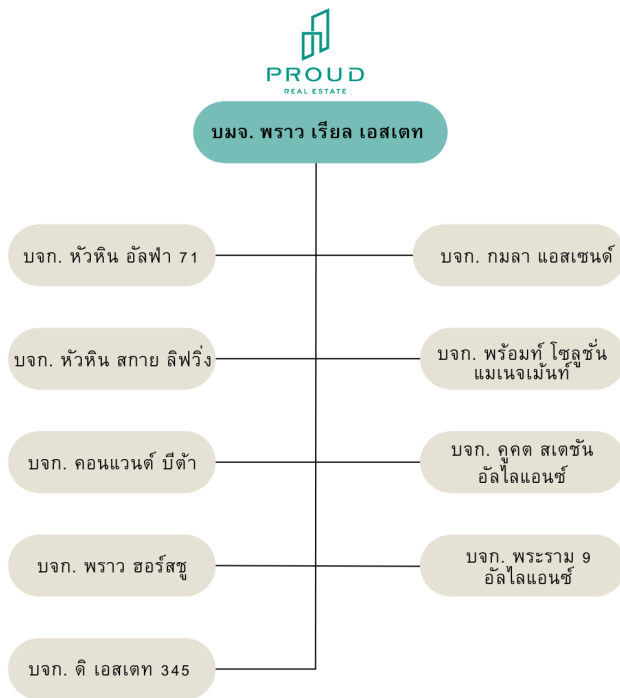 PROUD
REAL ESTATE
บมจ. พราว เรียล เอสเตท
บจก. หัวหิน อัลฟ่า 71
บจก. กมลา แอสเซนด์
บจก. หัวหิน สกาย ลิฟวิ่ง
บจก. พร้อมท์ โซลูชั่น
แมเนจเม้นท์
บจก. คอนแวนต์ บีต้า
บจก. คูคต สเตชัน
อัลไลแอนซ์
บจก. พราว ฮอร์สชู
บจก. พระราม 9
อัลไลแอนซ์
บจก. ดิ เอสเตท 345